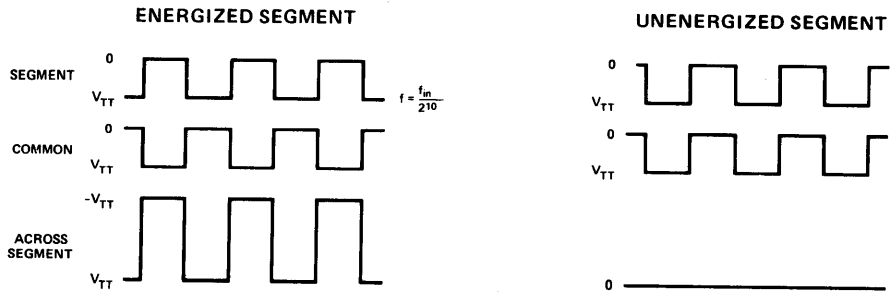 ENERGIZED SEGMENT
SEGMENT
0
V_TT
f = f_in / 2^10
COMMON
0
V_TT
ACROSS
SEGMENT
-V_TT
V_TT
UNENERGIZED SEGMENT
0
V_TT
0
V_TT
0